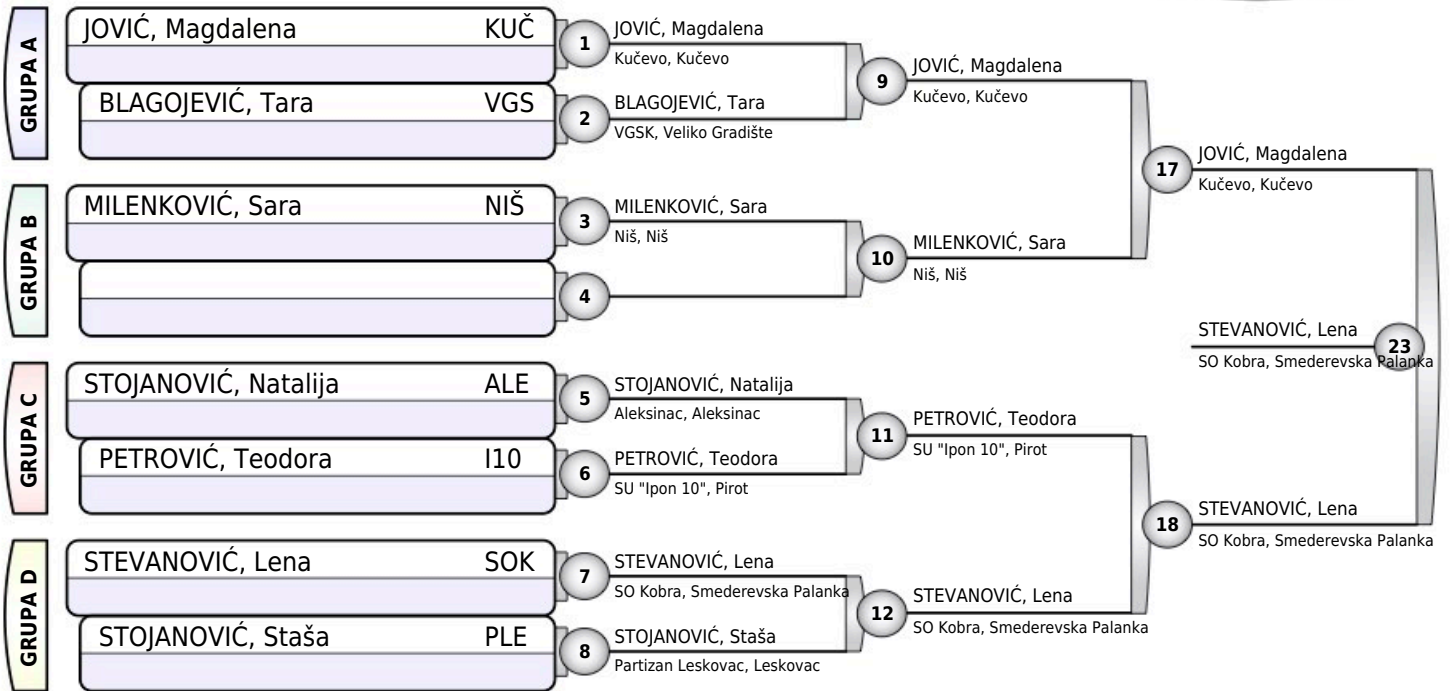 GRUPA A
JOVIĆ, Magdalena KUČ
BLAGOJEVIĆ, Tara VGS
1
JOVIĆ, Magdalena
Kučevo, Kučevo
2
BLAGOJEVIĆ, Tara
VGSK, Veliko Gradište
9
JOVIĆ, Magdalena
Kučevo, Kučevo
GRUPA B
MILENKOVIĆ, Sara NIŠ
3
MILENKOVIĆ, Sara
Niš, Niš
4
10
MILENKOVIĆ, Sara
Niš, Niš
17
JOVIĆ, Magdalena
Kučevo, Kučevo
GRUPA C
STOJANOVIĆ, Natalija ALE
PETROVIĆ, Teodora I10
5
STOJANOVIĆ, Natalija
Aleksinac, Aleksinac
6
PETROVIĆ, Teodora
SU "Ipon 10", Pirot
11
PETROVIĆ, Teodora
SU "Ipon 10", Pirot
GRUPA D
STEVANOVIĆ, Lena SOK
STOJANOVIĆ, Staša PLE
7
STEVANOVIĆ, Lena
SO Kobra, Smederevska Palanka
8
STOJANOVIĆ, Staša
Partizan Leskovac, Leskovac
12
STEVANOVIĆ, Lena
SO Kobra, Smederevska Palanka
18
STEVANOVIĆ, Lena
SO Kobra, Smederevska Palanka
STEVANOVIĆ, Lena
SO Kobra, Smederevska Palanka
23